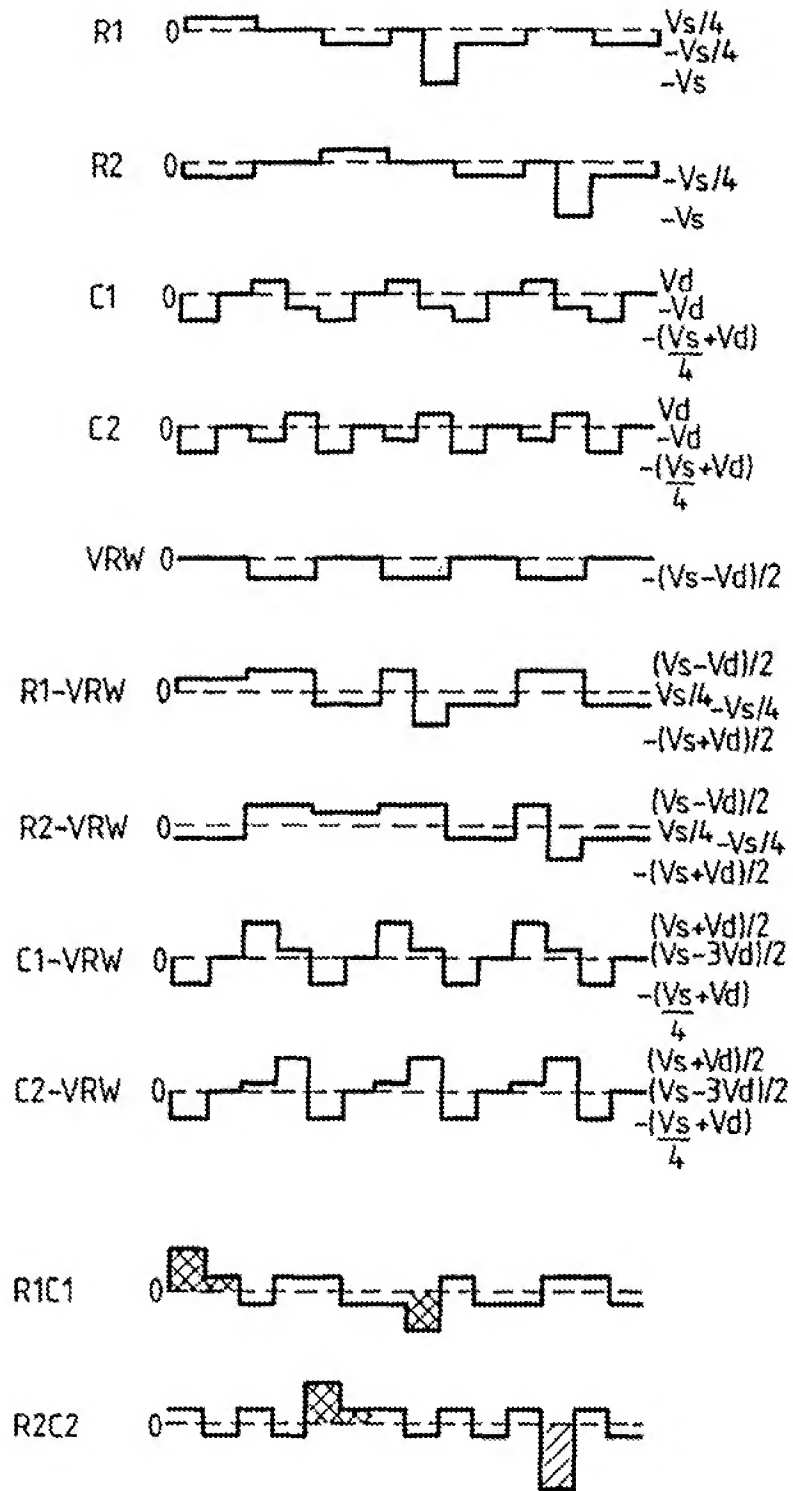 R1 0 Vs/4
-Vs/4
-Vs
R2 0 -Vs/4
-Vs
C1 0 Vd
-Vd
-(Vs/4+Vd)
C2 0 Vd
-Vd
-(Vs/4+Vd)
VRW 0 -(Vs-Vd)/2
R1-VRW 0 (Vs-Vd)/2
Vs/4 -Vs/4
-(Vs+Vd)/2
R2-VRW 0 (Vs-Vd)/2
Vs/4 -Vs/4
-(Vs+Vd)/2
C1-VRW 0 (Vs+Vd)/2
(Vs-3Vd)/2
-(Vs/4+Vd)
C2-VRW 0 (Vs+Vd)/2
(Vs-3Vd)/2
-(Vs/4+Vd)
R1C1 0
R2C2 0